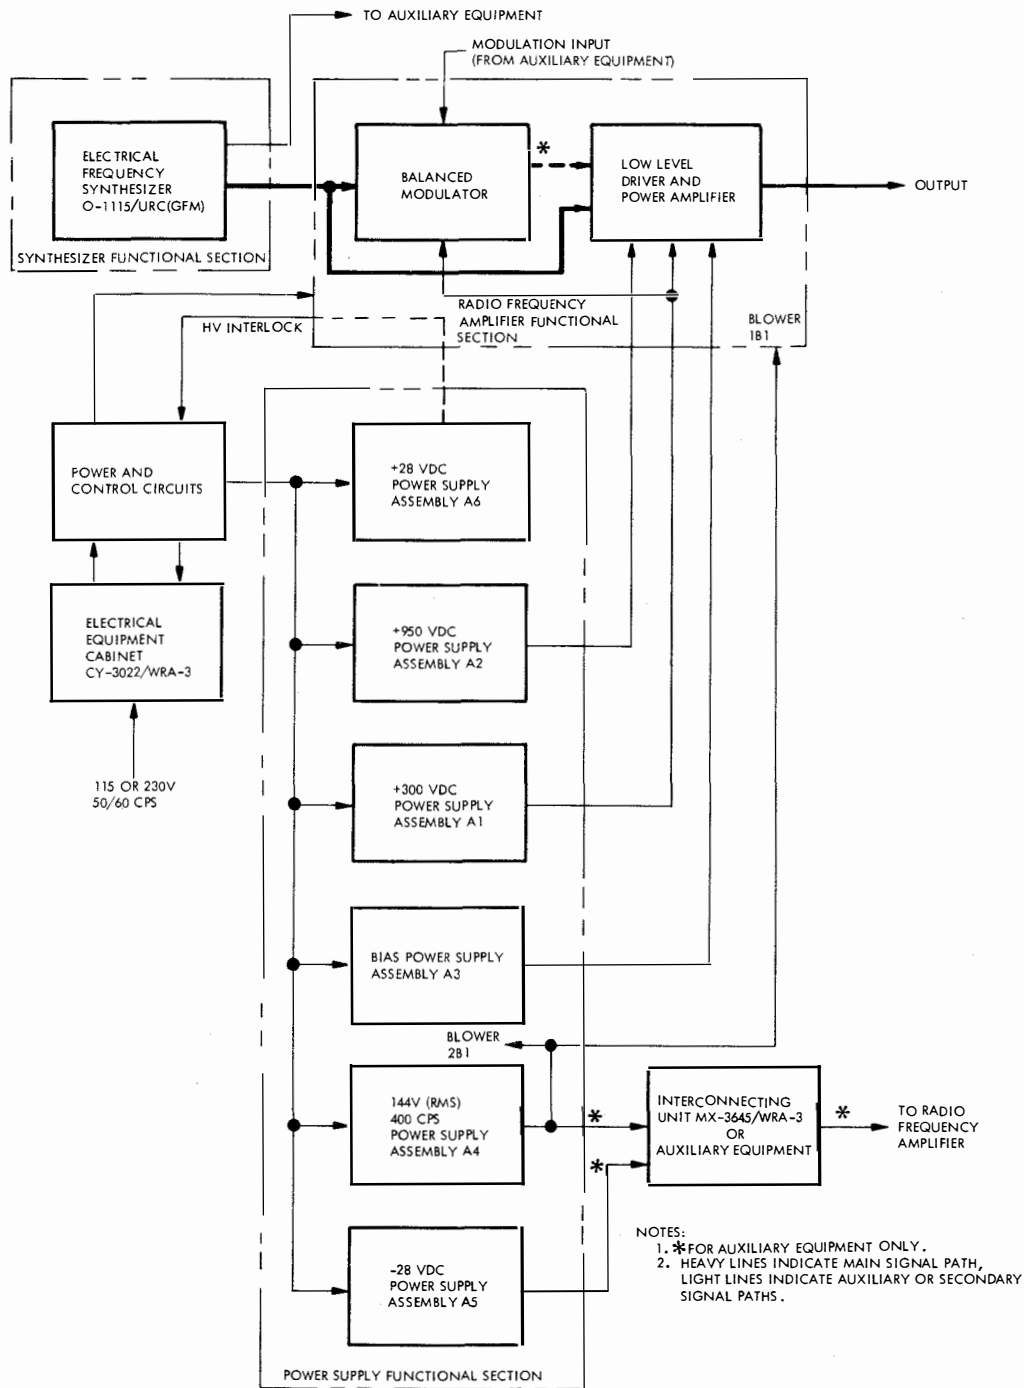 TO AUXILIARY EQUIPMENT
MODULATION INPUT
(FROM AUXILIARY EQUIPMENT)
ELECTRICAL
FREQUENCY
SYNTHESIZER
O-1115/URC(GFM)
SYNTHESIZER FUNCTIONAL SECTION
BALANCED
MODULATOR
*
LOW LEVEL
DRIVER AND
POWER AMPLIFIER
OUTPUT
HV INTERLOCK
RADIO FREQUENCY
AMPLIFIER FUNCTIONAL
SECTION
BLOWER
1B1
POWER AND
CONTROL CIRCUITS
+28 VDC
POWER SUPPLY
ASSEMBLY A6
ELECTRICAL
EQUIPMENT
CABINET
CY-3022/WRA-3
115 OR 230V
50/60 CPS
+950 VDC
POWER SUPPLY
ASSEMBLY A2
+300 VDC
POWER SUPPLY
ASSEMBLY A1
BIAS POWER SUPPLY
ASSEMBLY A3
BLOWER
2B1
144V (RMS)
400 CPS
POWER SUPPLY
ASSEMBLY A4
*
*
INTERCONNECTING
UNIT MX-3645/WRA-3
OR
AUXILIARY EQUIPMENT
*
TO RADIO
FREQUENCY
AMPLIFIER
-28 VDC
POWER SUPPLY
ASSEMBLY A5
NOTES:
1. * FOR AUXILIARY EQUIPMENT ONLY.
2. HEAVY LINES INDICATE MAIN SIGNAL PATH,
LIGHT LINES INDICATE AUXILIARY OR SECONDARY
SIGNAL PATHS.
POWER SUPPLY FUNCTIONAL SECTION